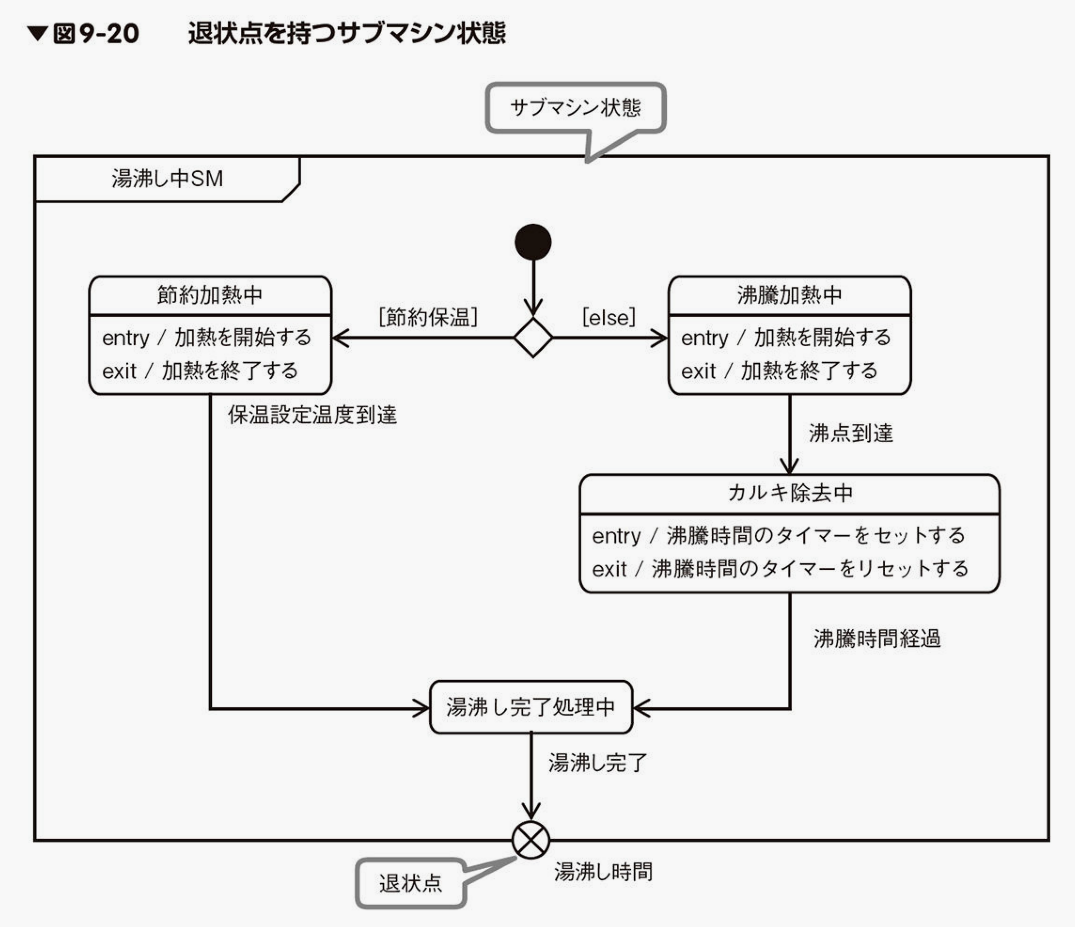 ▼図9-20 退状点を持つサブマシン状態
サブマシン状態
湯沸し中SM
節約加熱中
entry / 加熱を開始する
exit / 加熱を終了する
[節約保温]
[else]
沸騰加熱中
entry / 加熱を開始する
exit / 加熱を終了する
保温設定温度到達
沸点到達
カルキ除去中
entry / 沸騰時間のタイマーをセットする
exit / 沸騰時間のタイマーをリセットする
沸騰時間経過
湯沸し完了処理中
湯沸し完了
退状点
湯沸し時間